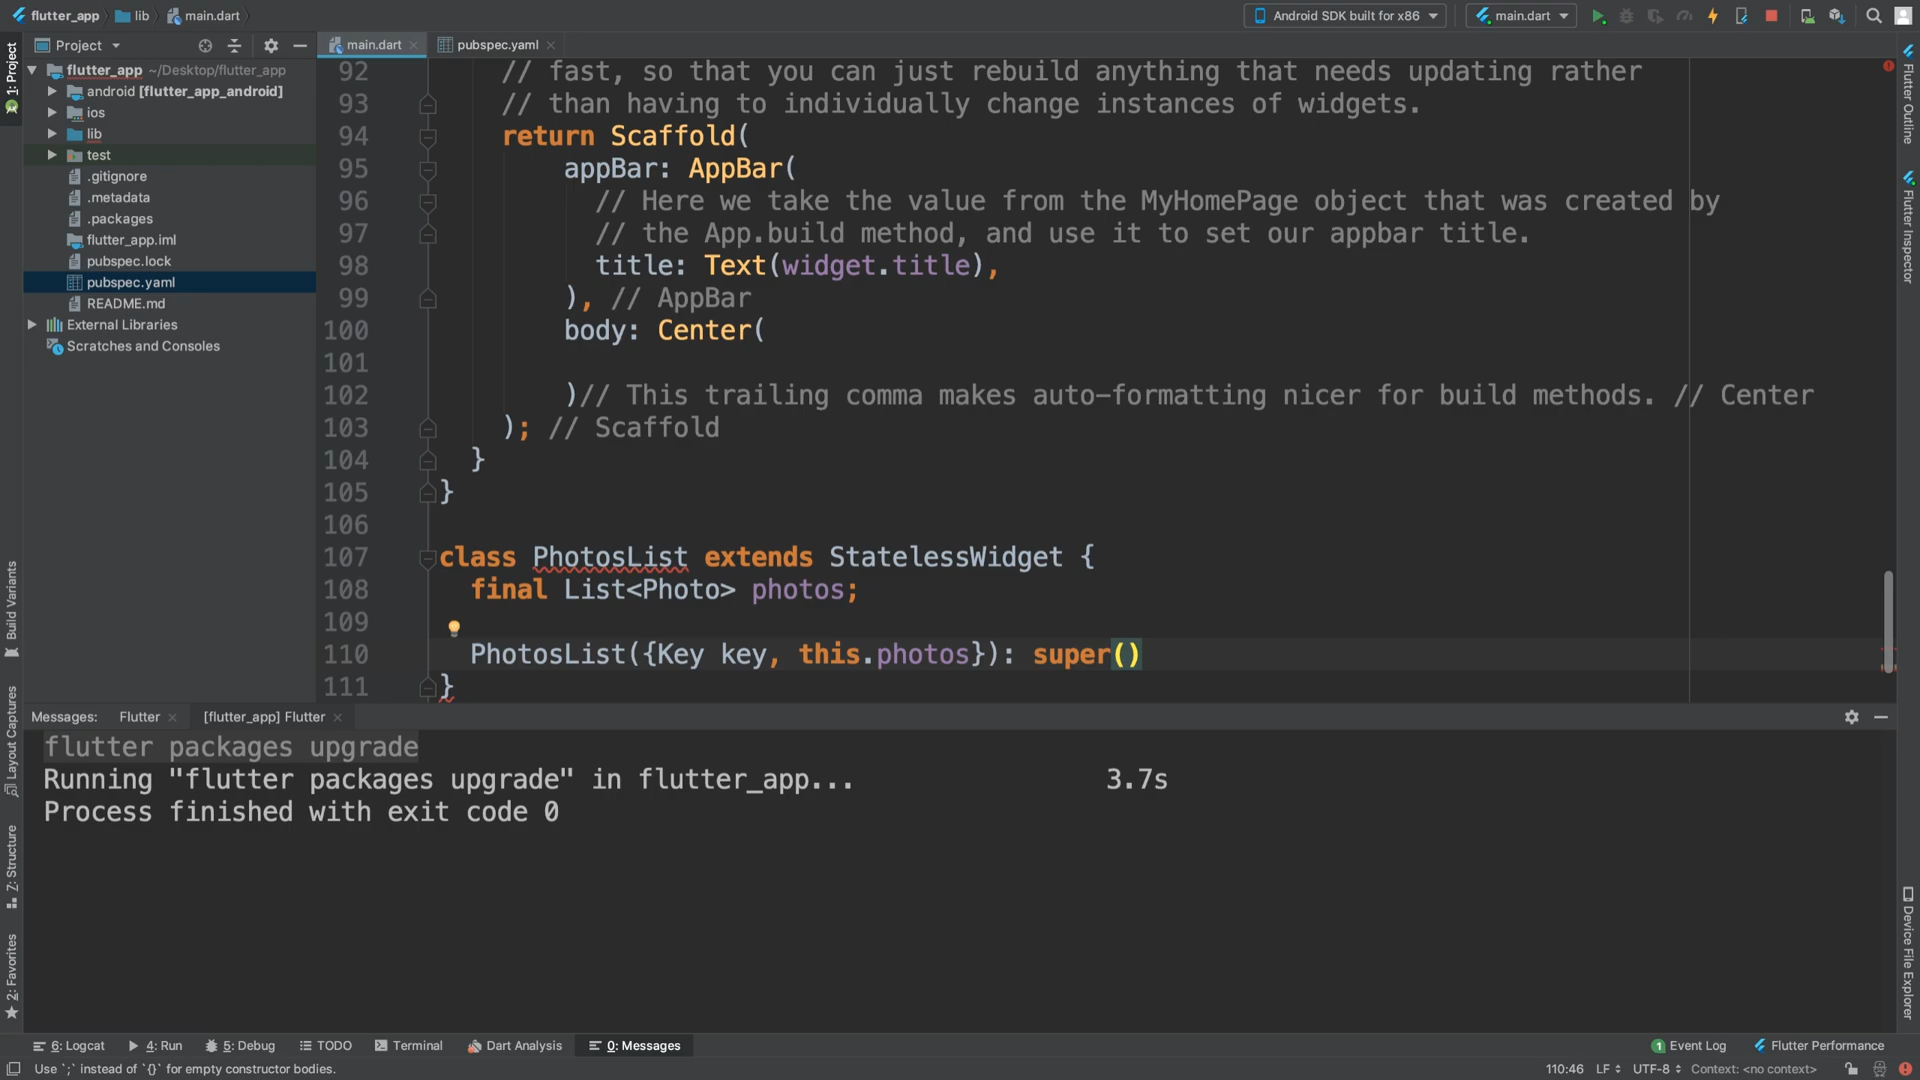 flutter_app lib main.dart Android SDK built for x86 main.dart
1: Project
Project
main.dart pubspec.yaml
flutter_app ~/Desktop/flutter_app
android [flutter_app_android]
ios
lib
test
.gitignore
.metadata
.packages
flutter_app.iml
pubspec.lock
pubspec.yaml
README.md
External Libraries
Scratches and Consoles
92 // fast, so that you can just rebuild anything that needs updating rather
93 // than having to individually change instances of widgets.
94 return Scaffold(
95 appBar: AppBar(
96 // Here we take the value from the MyHomePage object that was created by
97 // the App.build method, and use it to set our appbar title.
98 title: Text(widget.title),
99 ), // AppBar
100 body: Center(
101
102 )// This trailing comma makes auto-formatting nicer for build methods. // Center
103 ); // Scaffold
104 }
105 }
106
107 class PhotosList extends StatelessWidget {
108 final List<Photo> photos;
109
110 PhotosList({Key key, this.photos}): super()
111 }
Flutter Outline
Flutter Inspector
Device File Explorer
Build Variants
Layout Captures
Z: Structure
2: Favorites
Messages: Flutter [flutter_app] Flutter
flutter packages upgrade
Running "flutter packages upgrade" in flutter_app... 3.7s
Process finished with exit code 0
6: Logcat 4: Run 5: Debug TODO Terminal Dart Analysis 0: Messages 1 Event Log Flutter Performance
Use ';' instead of '{}' for empty constructor bodies. 110:46 LF UTF-8 Context: <no context>